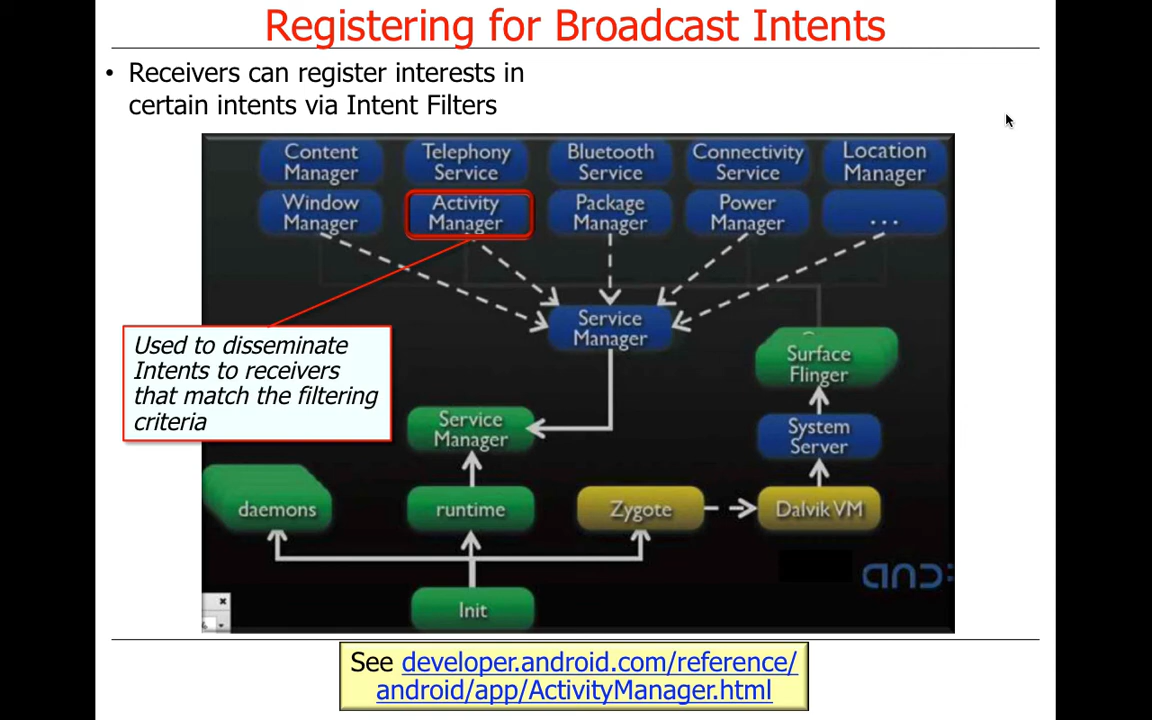 Registering for Broadcast Intents
• Receivers can register interests in
certain intents via Intent Filters
Content
Manager
Telephony
Service
Bluetooth
Service
Connectivity
Service
Location
Manager
Window
Manager
Activity
Manager
Package
Manager
Power
Manager
...
Service
Manager
Used to disseminate
Intents to receivers
that match the filtering
criteria
Surface
Flinger
Service
Manager
System
Server
daemons
runtime
Zygote
Dalvik VM
Init
See developer.android.com/reference/
android/app/ActivityManager.html